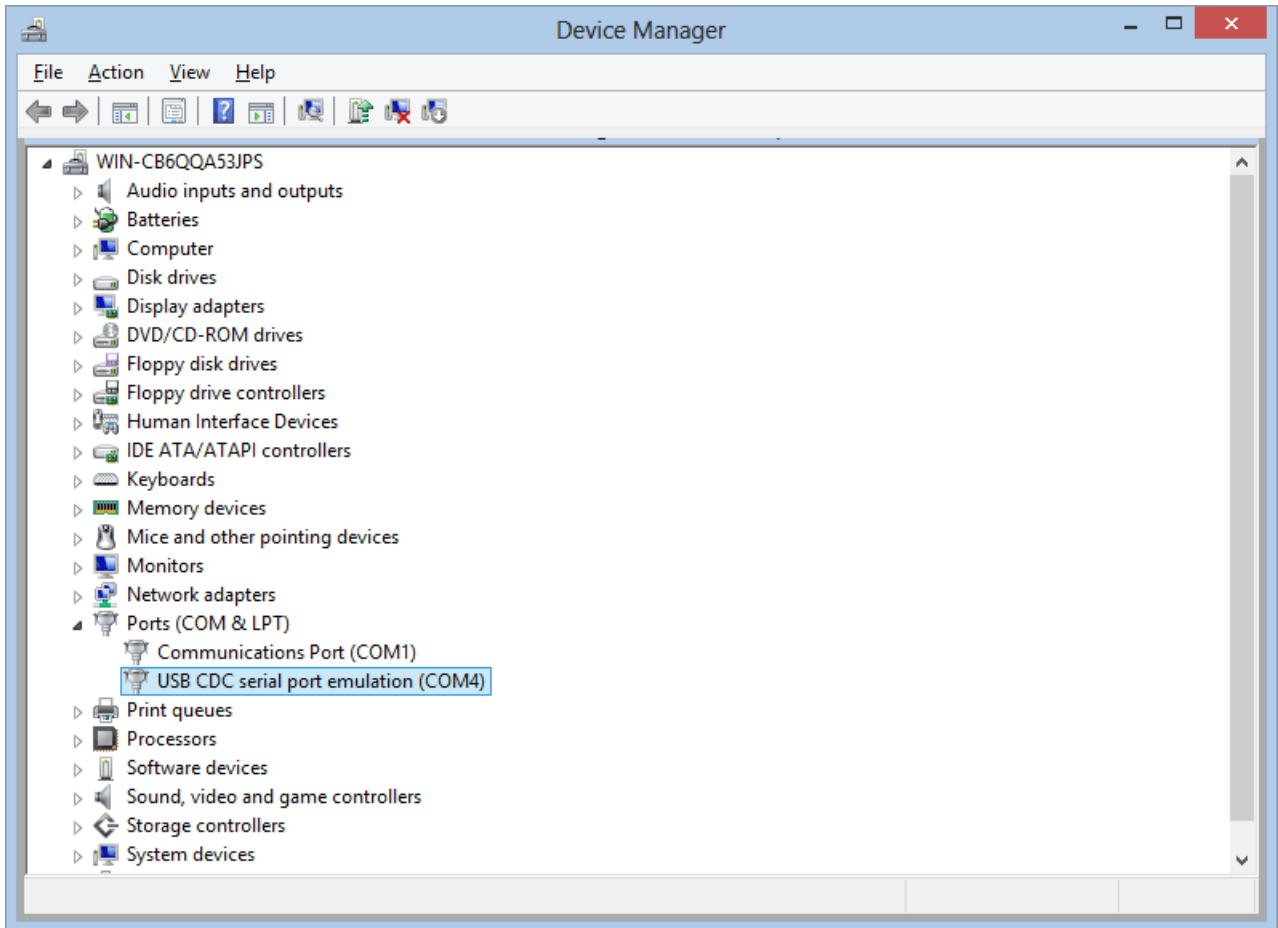 Device Manager
File Action View Help
WIN-CB6QQA53JPS
Audio inputs and outputs
Batteries
Computer
Disk drives
Display adapters
DVD/CD-ROM drives
Floppy disk drives
Floppy drive controllers
Human Interface Devices
IDE ATA/ATAPI controllers
Keyboards
Memory devices
Mice and other pointing devices
Monitors
Network adapters
Ports (COM & LPT)
Communications Port (COM1)
USB CDC serial port emulation (COM4)
Print queues
Processors
Software devices
Sound, video and game controllers
Storage controllers
System devices